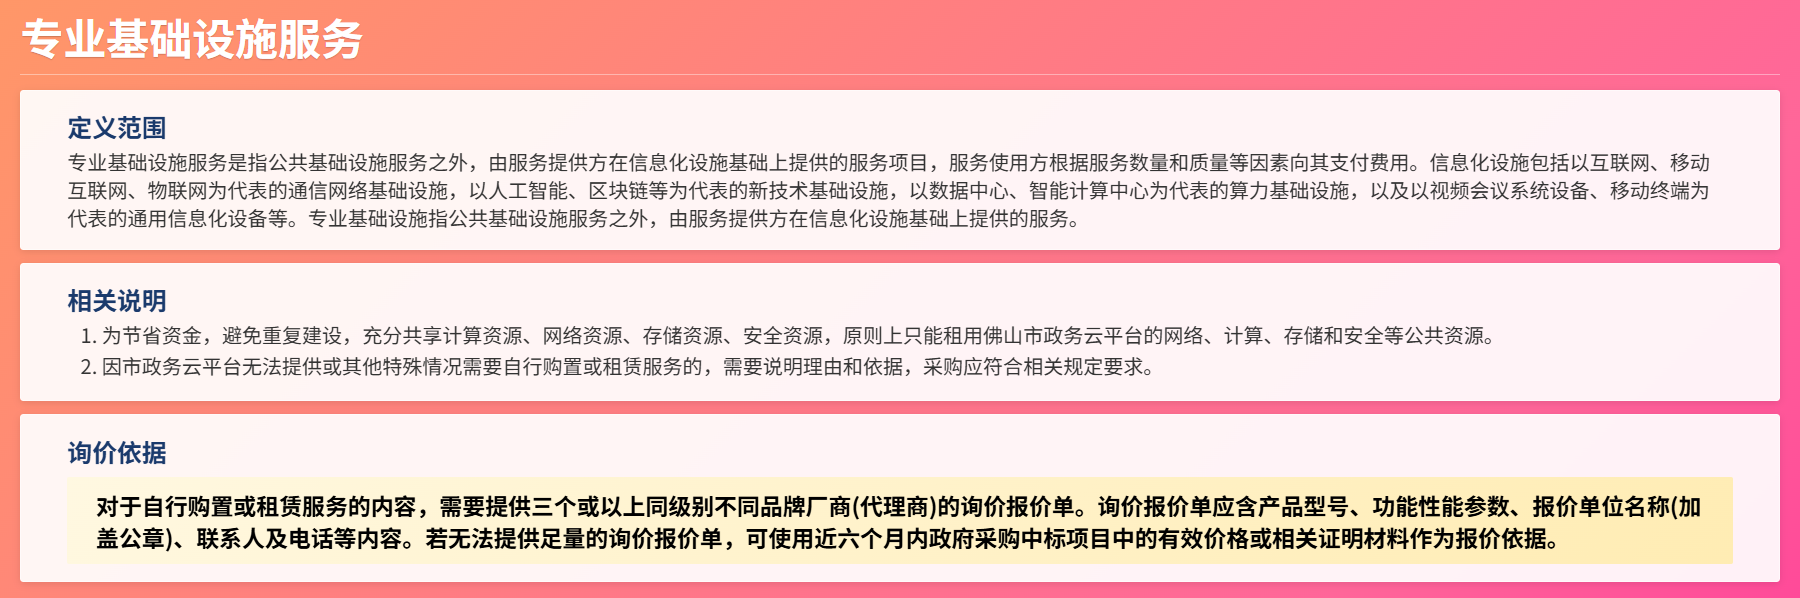 专业基础设施服务
定义范围
专业基础设施服务是指公共基础设施服务之外，由服务提供方在信息化设施基础上提供的服务项目，服务使用方根据服务数量和质量等因素向其支付费用。信息化设施包括以互联网、移动
互联网、物联网为代表的通信网络基础设施，以人工智能、区块链等为代表的新技术基础设施，以数据中心、智能计算中心为代表的算力基础设施，以及以视频会议系统设备、移动终端为
代表的通用信息化设备等。专业基础设施指公共基础设施服务之外，由服务提供方在信息化设施基础上提供的服务。
相关说明
1. 为节省资金，避免重复建设，充分共享计算资源、网络资源、存储资源、安全资源，原则上只能租用佛山市政务云平台的网络、计算、存储和安全等公共资源。
2. 因市政务云平台无法提供或其他特殊情况需要自行购置或租赁服务的，需要说明理由和依据，采购应符合相关规定要求。
询价依据
对于自行购置或租赁服务的内容，需要提供三个或以上同级别不同品牌厂商(代理商)的询价报价单。询价报价单应含产品型号、功能性能参数、报价单位名称(加
盖公章)、联系人及电话等内容。若无法提供足量的询价报价单，可使用近六个月内政府采购中标项目中的有效价格或相关证明材料作为报价依据。